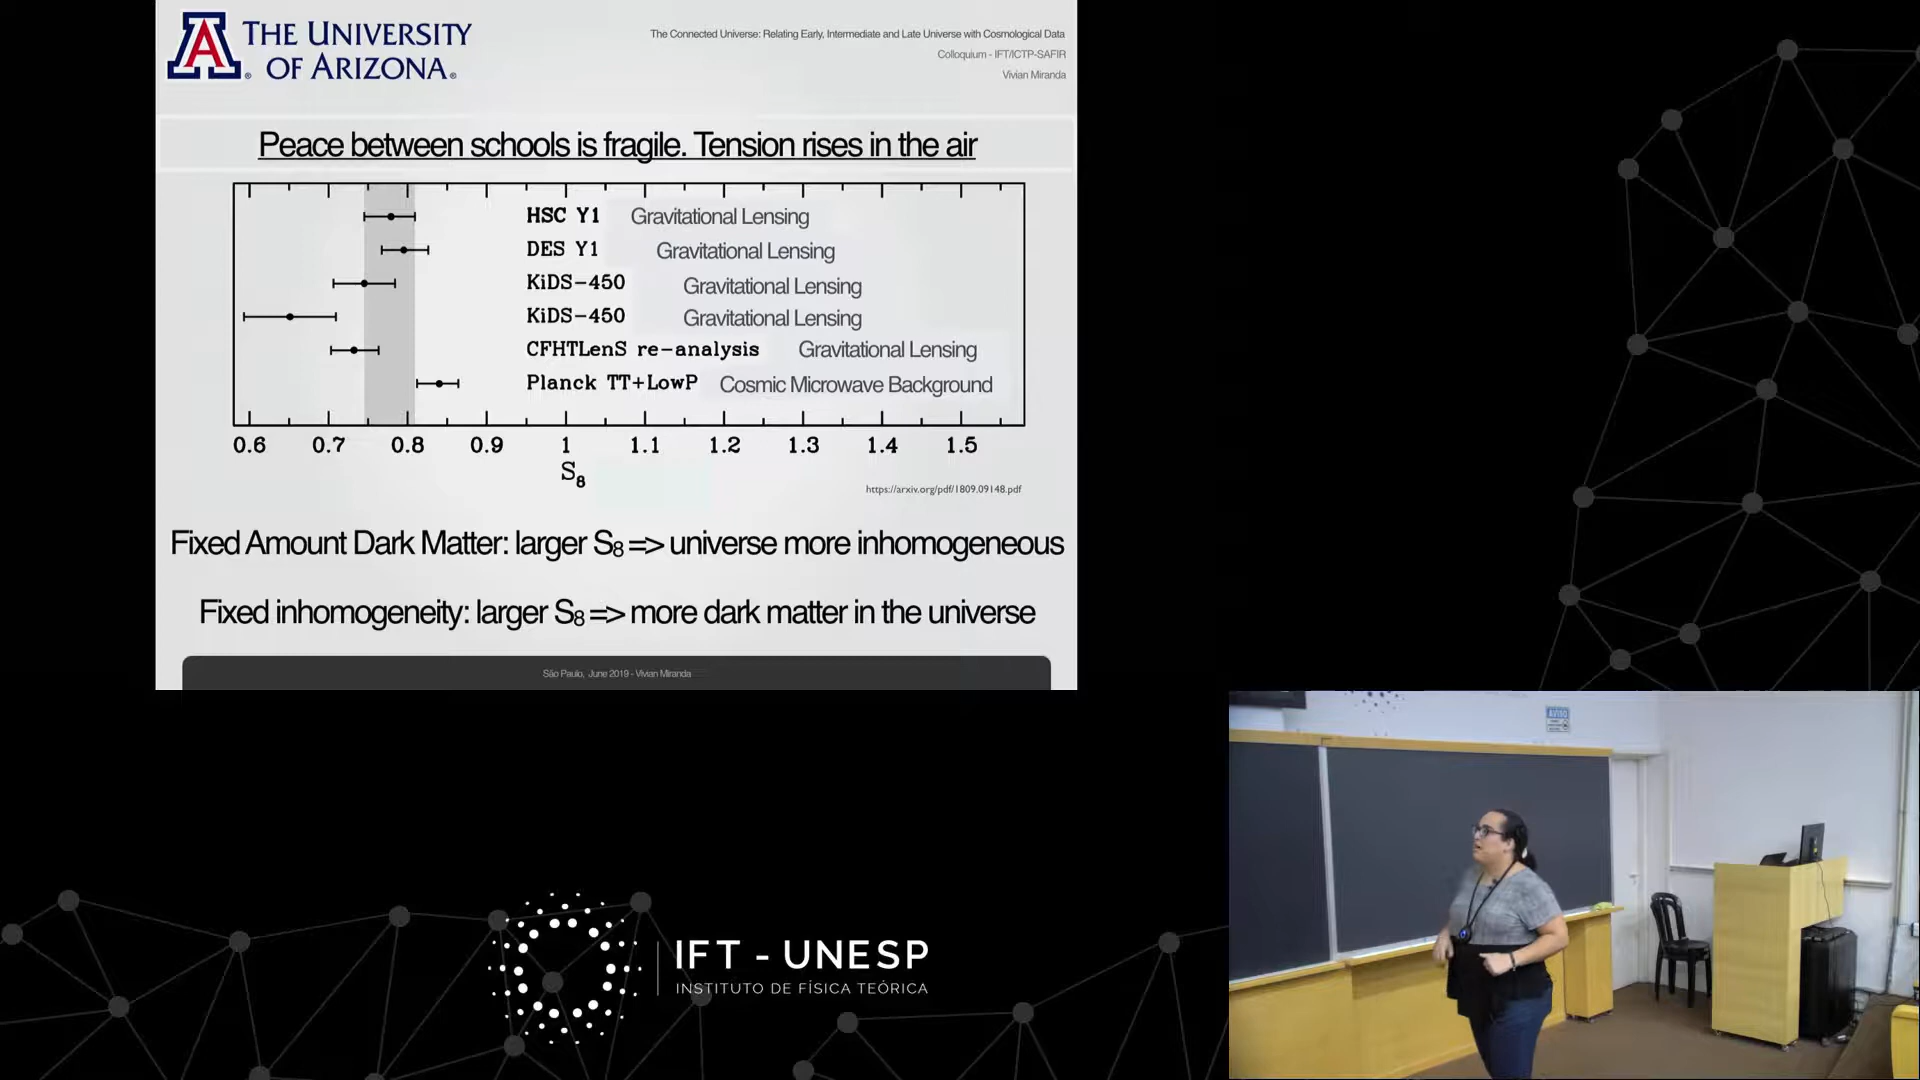 THE UNIVERSITY
OF ARIZONA.
The Connected Universe: Relating Early, Intermediate and Late Universe with Cosmological Data
Colloquium - IFT/ICTP-SAFIR
Vivian Miranda
Peace between schools is fragile. Tension rises in the air
HSC Y1 Gravitational Lensing
DES Y1 Gravitational Lensing
KiDS-450 Gravitational Lensing
KiDS-450 Gravitational Lensing
CFHTLenS re-analysis Gravitational Lensing
Planck TT+LowP Cosmic Microwave Background
0.6 0.7 0.8 0.9 1 1.1 1.2 1.3 1.4 1.5
S8
https://arxiv.org/pdf/1809.09148.pdf
Fixed Amount Dark Matter: larger S8 => universe more inhomogeneous
Fixed inhomogeneity: larger S8 => more dark matter in the universe
São Paulo, June 2019 - Vivian Miranda
AVISO
IFT - UNESP
INSTITUTO DE FÍSICA TEÓRICA